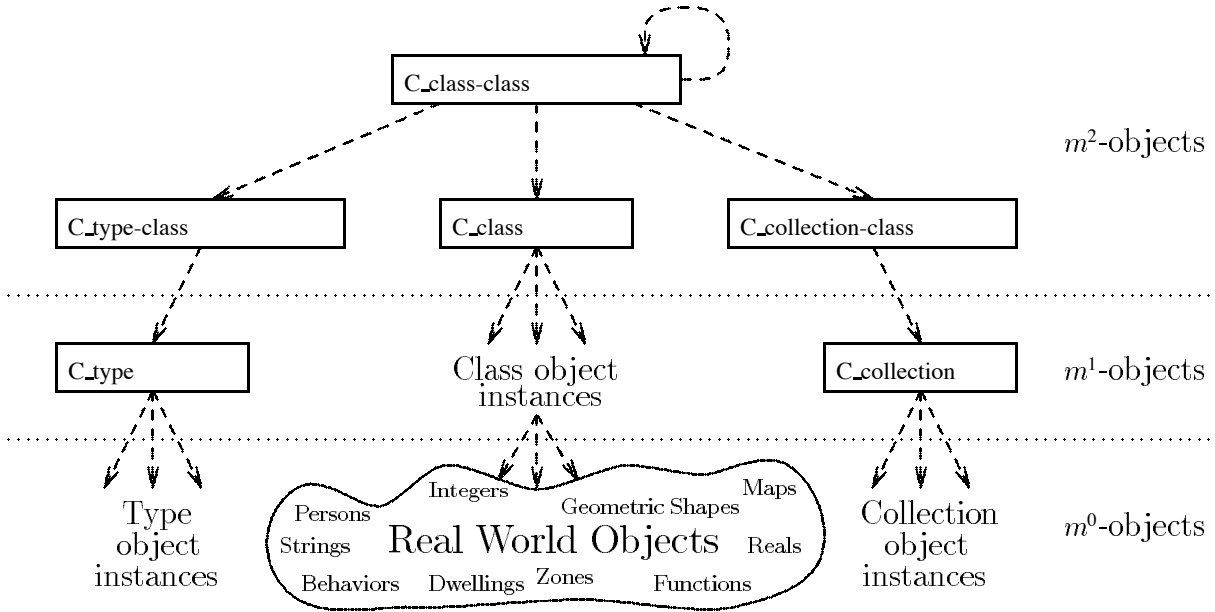 C_class-class
m²-objects
C_type-class
C_class
C_collection-class
C_type
Class object
instances
C_collection
m¹-objects
Type
object
instances
Integers
Maps
Persons
Geometric Shapes
Strings
Real World Objects
Reals
Behaviors
Dwellings
Zones
Functions
Collection
object
instances
m⁰-objects